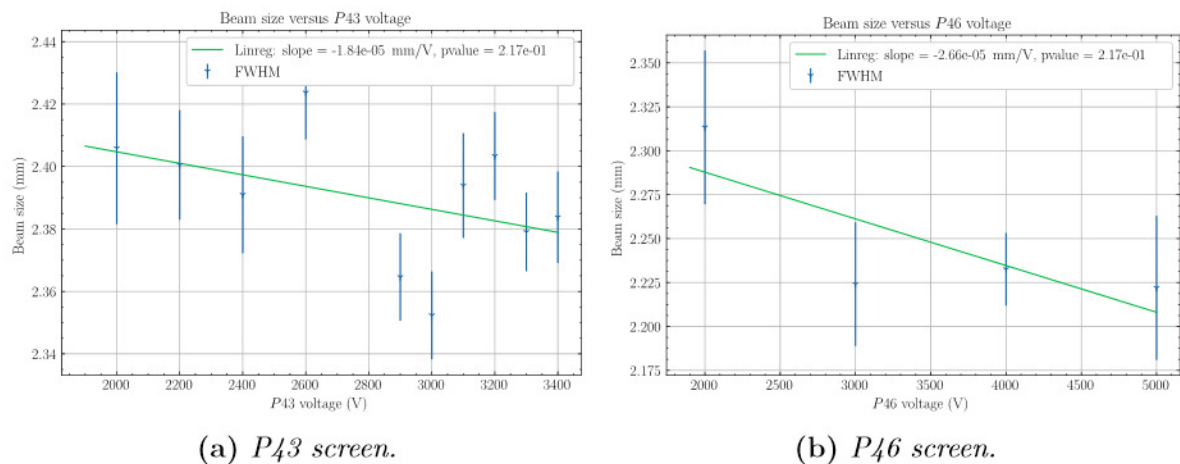 Beam size versus P43 voltage
Linreg: slope = -1.84e-05 mm/V, pvalue = 2.17e-01
FWHM
2.44
2.42
2.40
2.38
2.36
2.34
Beam size (mm)
2000 2200 2400 2600 2800 3000 3200 3400
P43 voltage (V)
(a) P43 screen.
Beam size versus P46 voltage
Linreg: slope = -2.66e-05 mm/V, pvalue = 2.17e-01
FWHM
2.350
2.325
2.300
2.275
2.250
2.225
2.200
2.175
Beam size (mm)
2000 2500 3000 3500 4000 4500 5000
P46 voltage (V)
(b) P46 screen.